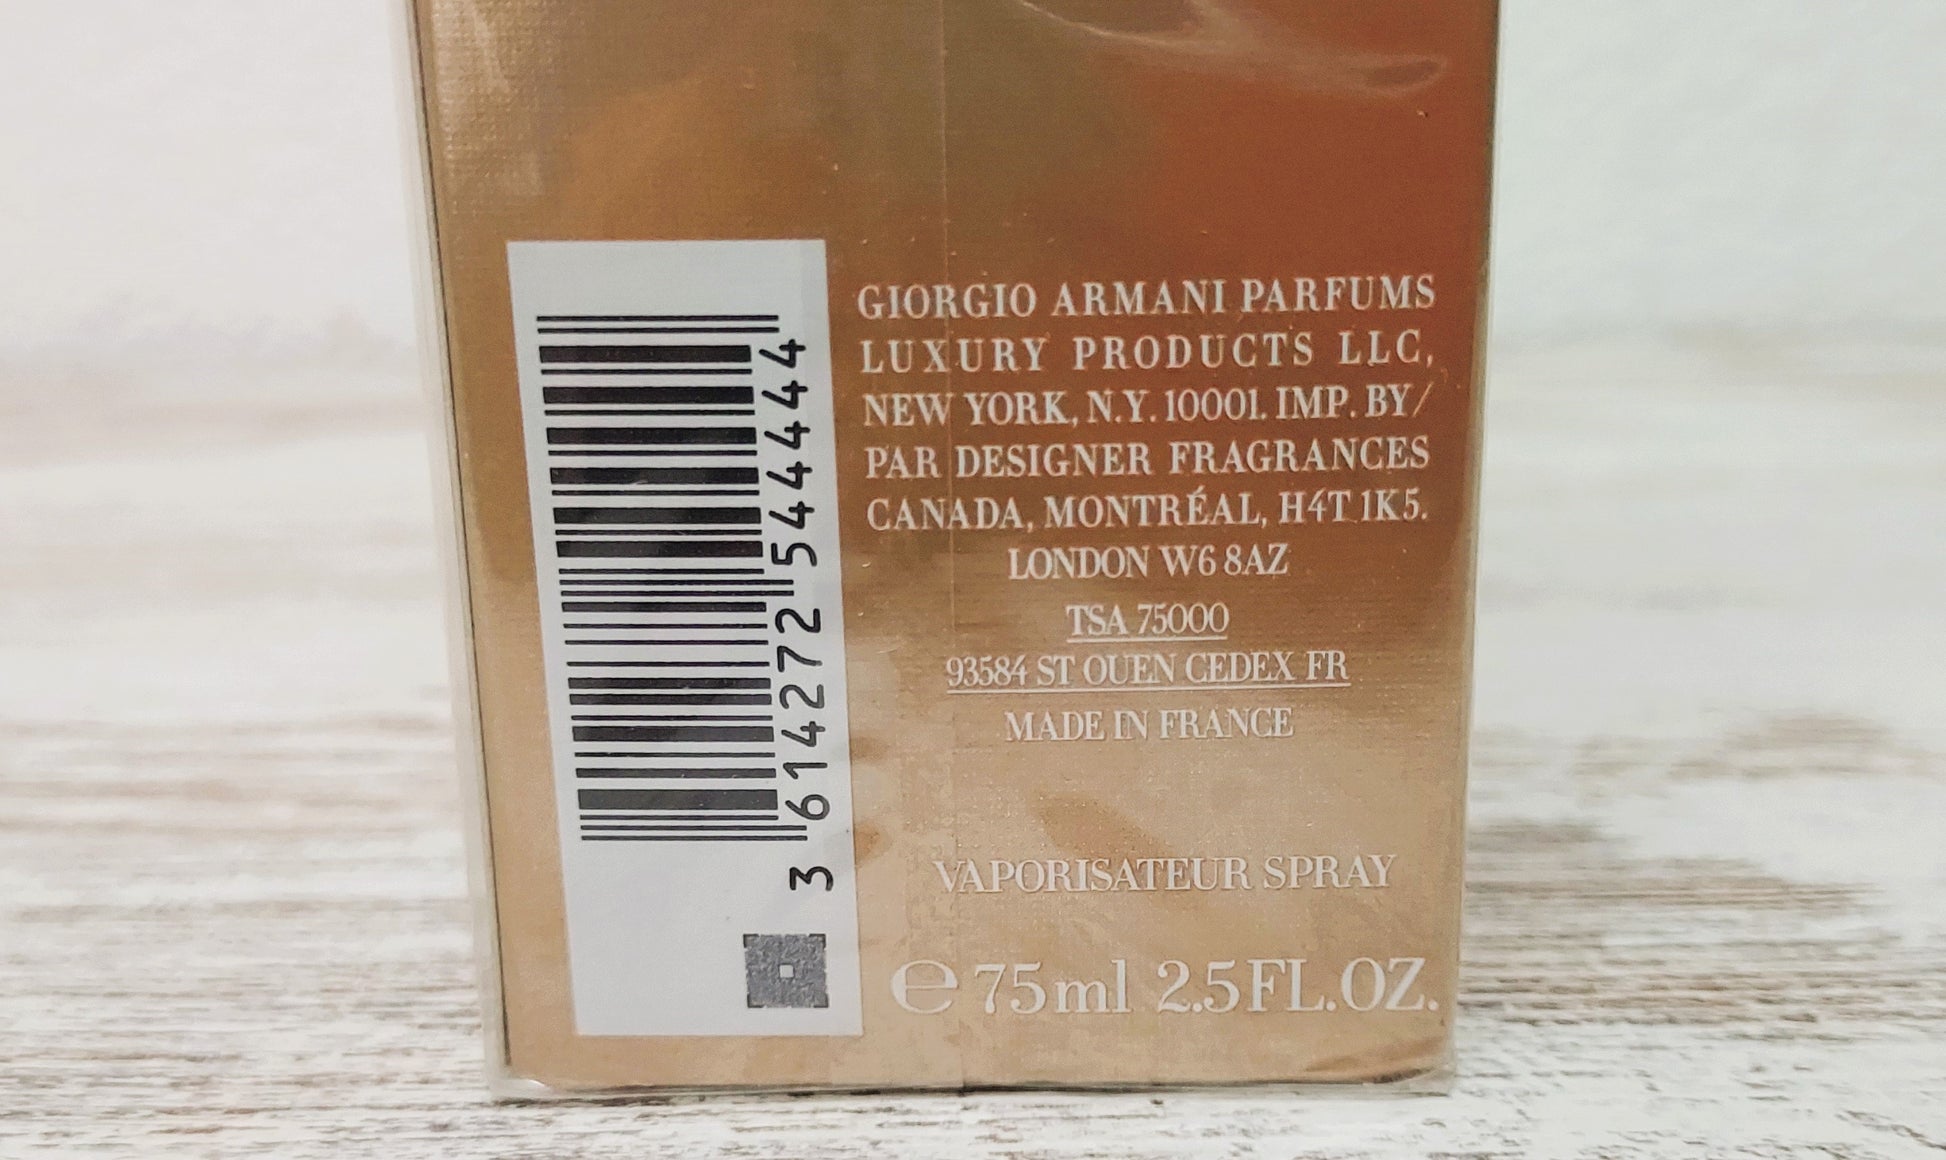 3 614272 544444
GIORGIO ARMANI PARFUMS
LUXURY PRODUCTS LLC,
NEW YORK, N.Y. 10001. IMP. BY/
PAR DESIGNER FRAGRANCES
CANADA, MONTRÉAL, H4T 1K5.
LONDON W6 8AZ
TSA 75000
93584 ST OUEN CEDEX FR
MADE IN FRANCE
VAPORISATEUR SPRAY
℮ 75ml 2.5FL.OZ.